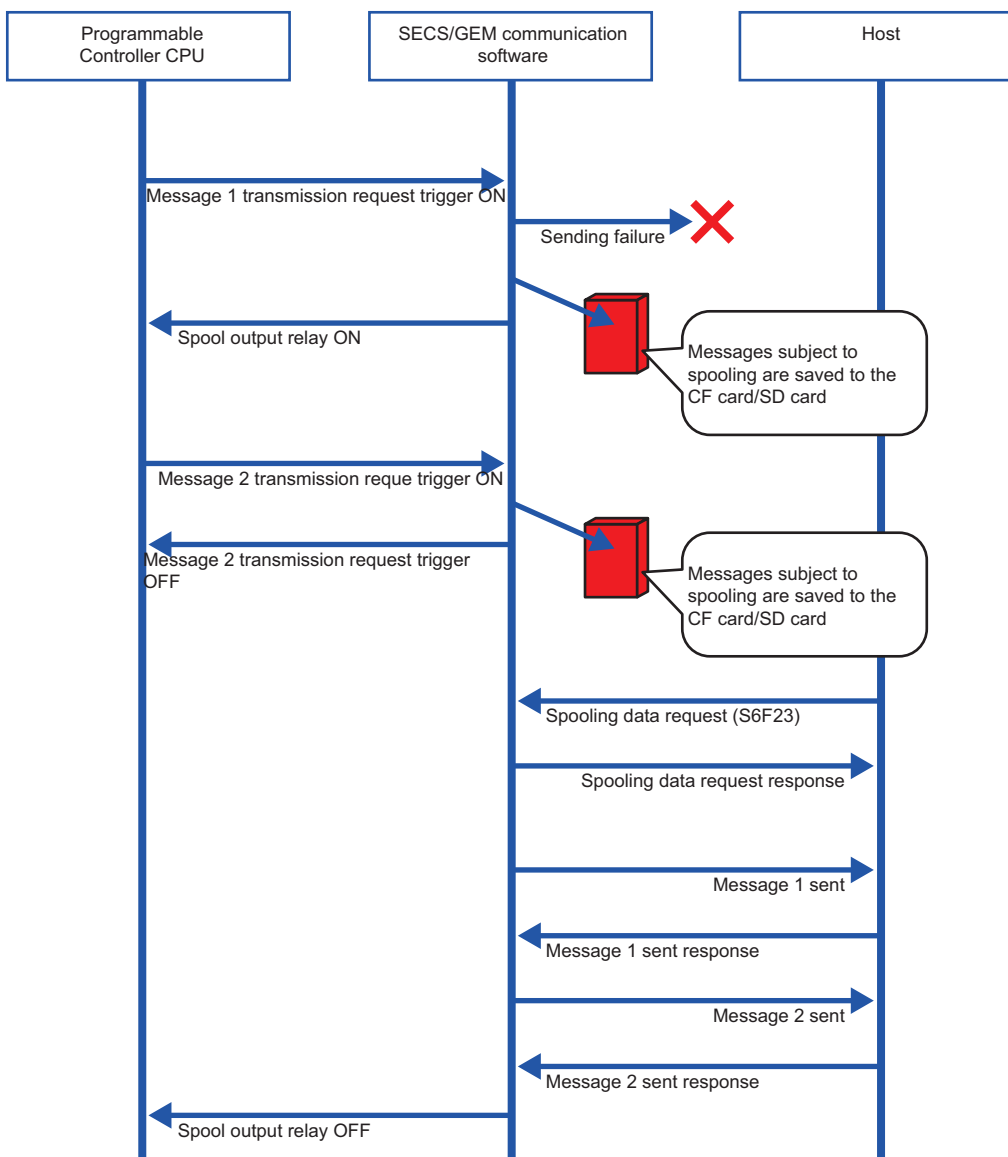 Programmable
Controller CPU
SECS/GEM communication
software
Host
Message 1 transmission request trigger ON
Sending failure
Spool output relay ON
Messages subject to
spooling are saved to the
CF card/SD card
Message 2 transmission reque trigger ON
Message 2 transmission request trigger
OFF
Messages subject to
spooling are saved to the
CF card/SD card
Spooling data request (S6F23)
Spooling data request response
Message 1 sent
Message 1 sent response
Message 2 sent
Message 2 sent response
Spool output relay OFF